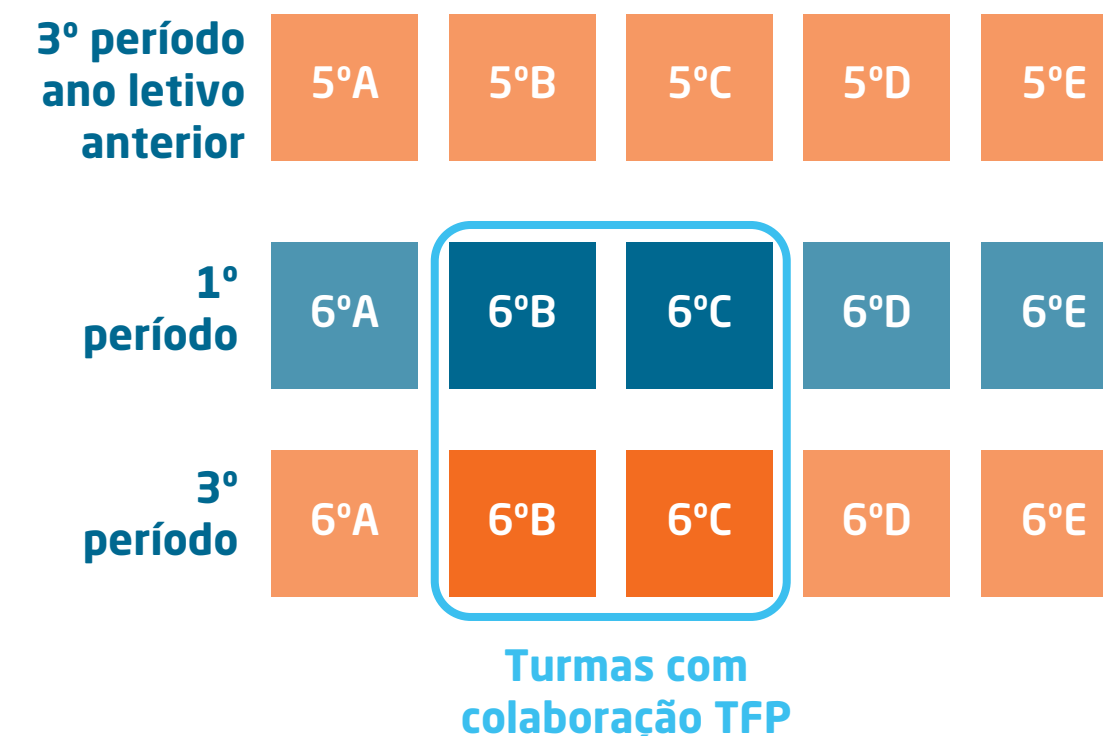 3º período
ano letivo
anterior
5ºA 5ºB 5ºC 5ºD 5ºE
1º
período
6ºA 6ºB 6ºC 6ºD 6ºE
3º
período
6ºA 6ºB 6ºC 6ºD 6ºE
Turmas com
colaboração TFP